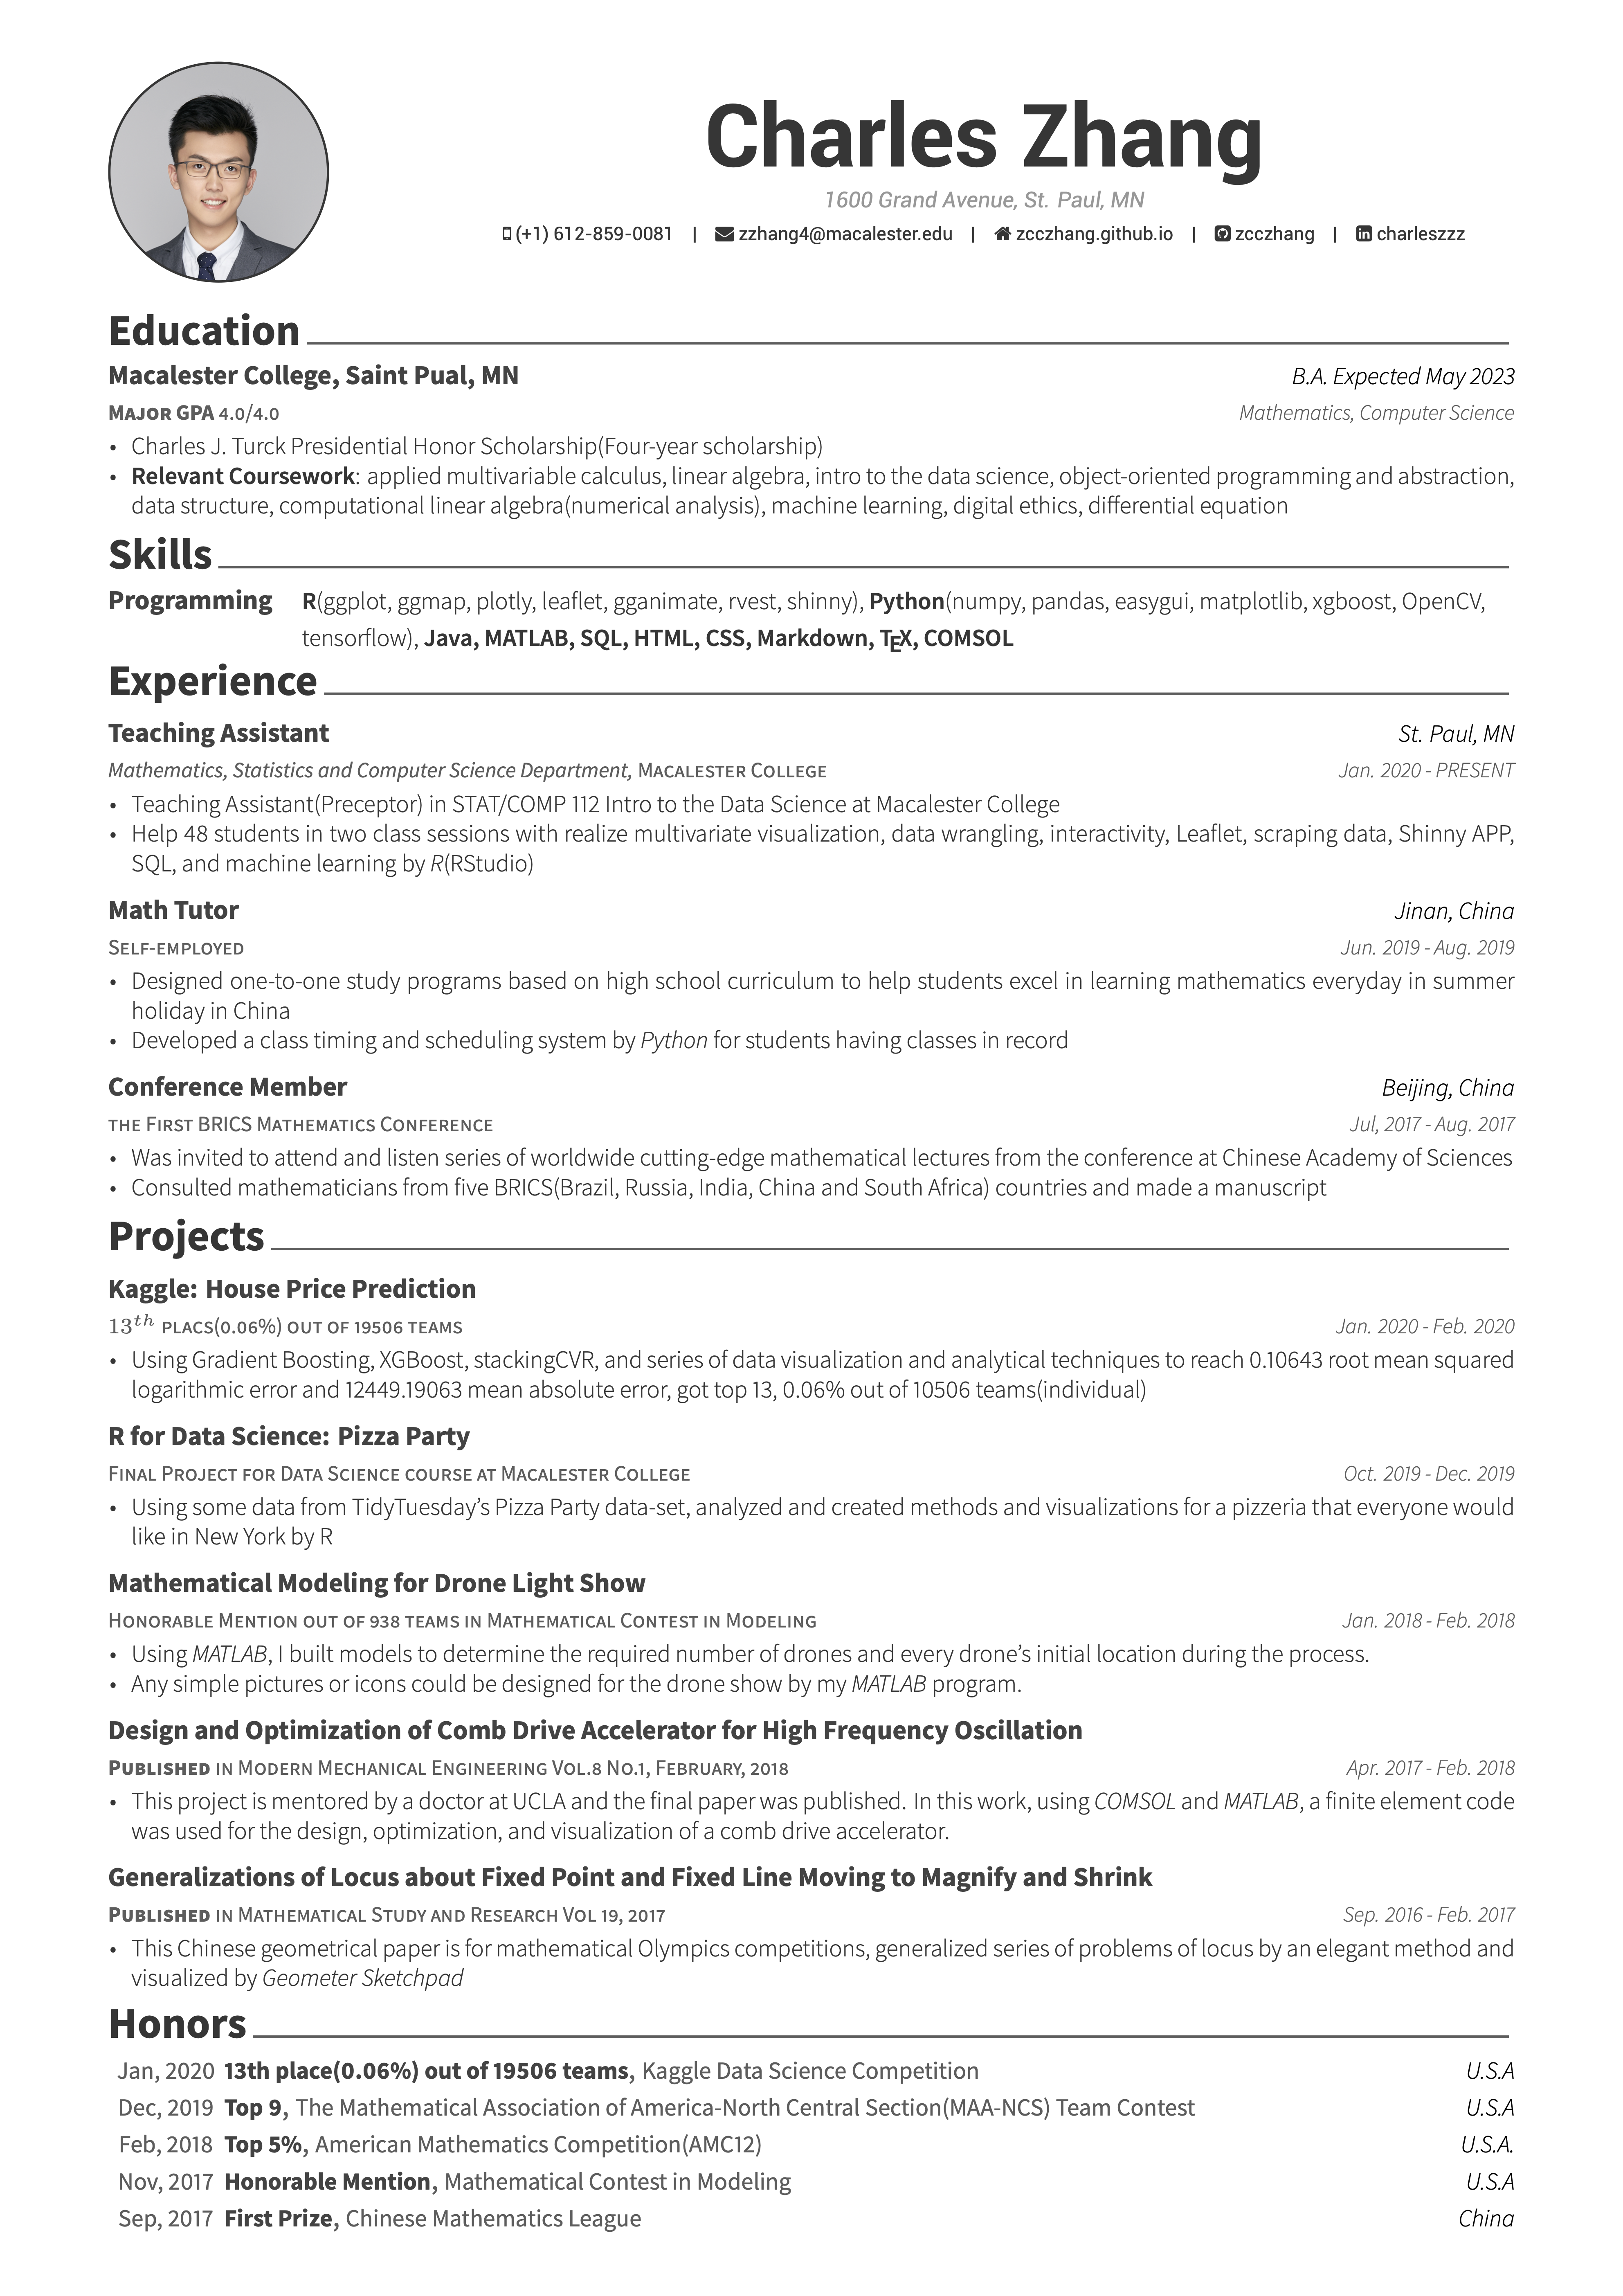 Charles Zhang
1600 Grand Avenue, St. Paul, MN
(+1) 612-859-0081 | zzhang4@macalester.edu | zcczhang.github.io | zcczhang | charleszzz
Education
Macalester College, Saint Pual, MN B.A. Expected May 2023
Major GPA 4.0/4.0 Mathematics, Computer Science
• Charles J. Turck Presidential Honor Scholarship(Four-year scholarship)
• Relevant Coursework: applied multivariable calculus, linear algebra, intro to the data science, object-oriented programming and abstraction,
data structure, computational linear algebra(numerical analysis), machine learning, digital ethics, differential equation
Skills
Programming R(ggplot, ggmap, plotly, leaflet, gganimate, rvest, shinny), Python(numpy, pandas, easygui, matplotlib, xgboost, OpenCV,
tensorflow), Java, MATLAB, SQL, HTML, CSS, Markdown, TEX, COMSOL
Experience
Teaching Assistant St. Paul, MN
Mathematics, Statistics and Computer Science Department, Macalester College Jan. 2020 - PRESENT
• Teaching Assistant(Preceptor) in STAT/COMP 112 Intro to the Data Science at Macalester College
• Help 48 students in two class sessions with realize multivariate visualization, data wrangling, interactivity, Leaflet, scraping data, Shinny APP,
SQL, and machine learning by R(RStudio)
Math Tutor Jinan, China
Self-employed Jun. 2019 - Aug. 2019
• Designed one-to-one study programs based on high school curriculum to help students excel in learning mathematics everyday in summer
holiday in China
• Developed a class timing and scheduling system by Python for students having classes in record
Conference Member Beijing, China
the First BRICS Mathematics Conference Jul, 2017 - Aug. 2017
• Was invited to attend and listen series of worldwide cutting-edge mathematical lectures from the conference at Chinese Academy of Sciences
• Consulted mathematicians from five BRICS(Brazil, Russia, India, China and South Africa) countries and made a manuscript
Projects
Kaggle: House Price Prediction
13th placs(0.06%) out of 19506 teams Jan. 2020 - Feb. 2020
• Using Gradient Boosting, XGBoost, stackingCVR, and series of data visualization and analytical techniques to reach 0.10643 root mean squared
logarithmic error and 12449.19063 mean absolute error, got top 13, 0.06% out of 10506 teams(individual)
R for Data Science: Pizza Party
Final Project for Data Science course at Macalester College Oct. 2019 - Dec. 2019
• Using some data from TidyTuesday’s Pizza Party data-set, analyzed and created methods and visualizations for a pizzeria that everyone would
like in New York by R
Mathematical Modeling for Drone Light Show
Honorable Mention out of 938 teams in Mathematical Contest in Modeling Jan. 2018 - Feb. 2018
• Using MATLAB, I built models to determine the required number of drones and every drone’s initial location during the process.
• Any simple pictures or icons could be designed for the drone show by my MATLAB program.
Design and Optimization of Comb Drive Accelerator for High Frequency Oscillation
Published in Modern Mechanical Engineering Vol.8 No.1, February, 2018 Apr. 2017 - Feb. 2018
• This project is mentored by a doctor at UCLA and the final paper was published. In this work, using COMSOL and MATLAB, a finite element code
was used for the design, optimization, and visualization of a comb drive accelerator.
Generalizations of Locus about Fixed Point and Fixed Line Moving to Magnify and Shrink
Published in Mathematical Study and Research Vol 19, 2017 Sep. 2016 - Feb. 2017
• This Chinese geometrical paper is for mathematical Olympics competitions, generalized series of problems of locus by an elegant method and
visualized by Geometer Sketchpad
Honors
Jan, 2020 13th place(0.06%) out of 19506 teams, Kaggle Data Science Competition U.S.A
Dec, 2019 Top 9, The Mathematical Association of America-North Central Section(MAA-NCS) Team Contest U.S.A
Feb, 2018 Top 5%, American Mathematics Competition(AMC12) U.S.A.
Nov, 2017 Honorable Mention, Mathematical Contest in Modeling U.S.A
Sep, 2017 First Prize, Chinese Mathematics League China